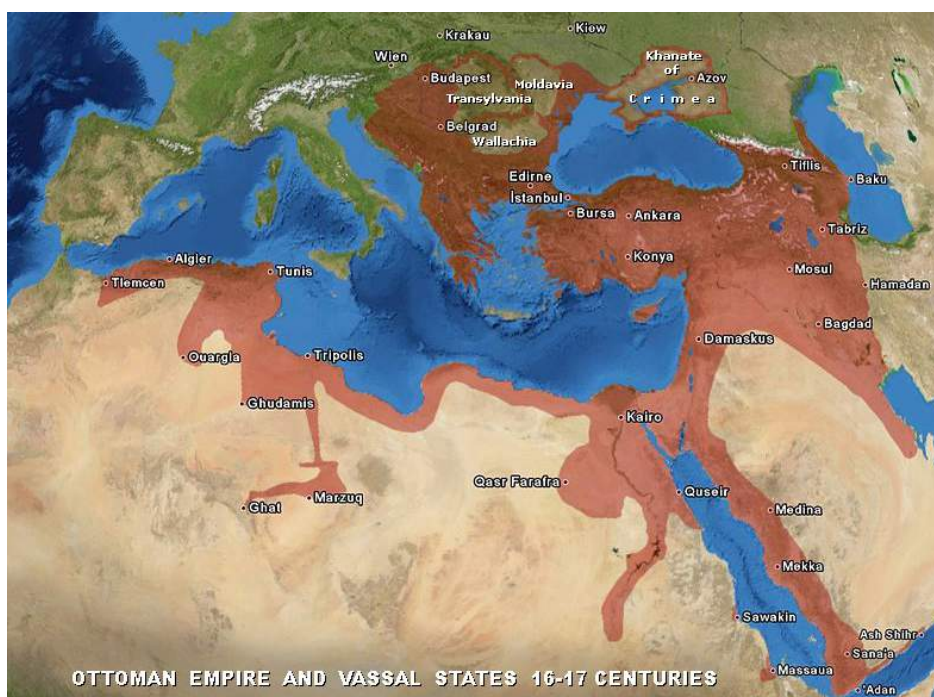 Krakau
Kiow
Wien
Khanate
of
Crimea
Azov
Budapest
Moldavia
Transylvania
Belgrad
Wallachia
Edirne
İstanbul
Bursa
Ankara
Konya
Tiflis
Baku
Tabriz
Mosul
Hamadan
Bagdad
Damaskus
Algier
Tunis
Tlemcen
Ouargla
Tripolis
Ghudamis
Kairo
Qasr Farafra
Marzuq
Ghat
Quseir
Medina
Mekka
Sawakin
Ash Shihr
Sana'a
Massaua
'Adan
OTTOMAN EMPIRE AND VASSAL STATES 16-17 CENTURIES